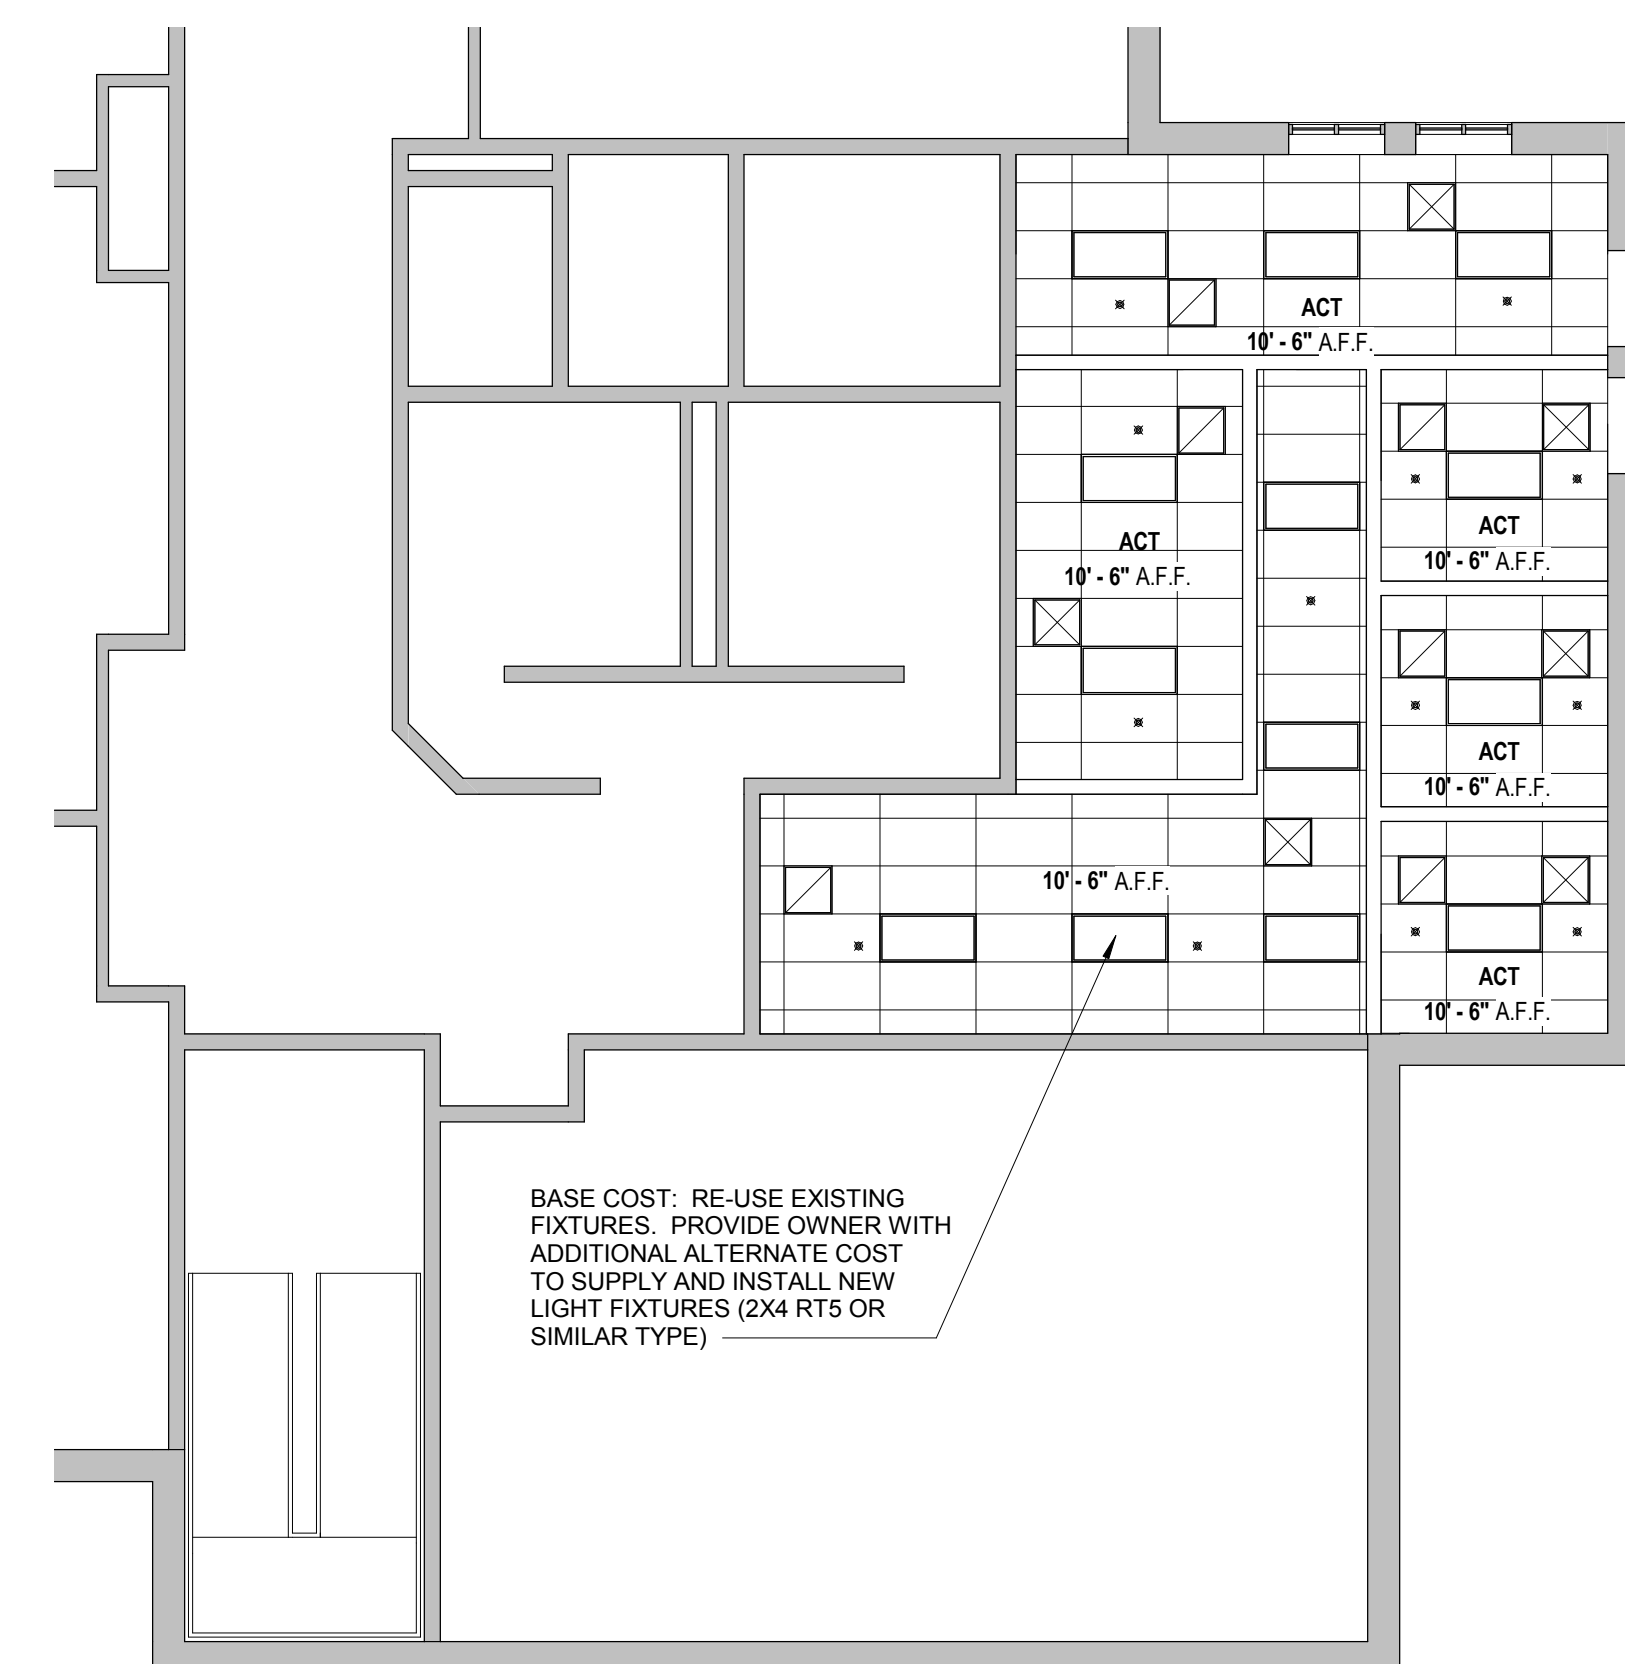 ACT
10' - 6" A.F.F.
ACT
10' - 6" A.F.F.
ACT
10' - 6" A.F.F.
ACT
10' - 6" A.F.F.
10' - 6" A.F.F.
ACT
10' - 6" A.F.F.
BASE COST: RE-USE EXISTING
FIXTURES. PROVIDE OWNER WITH
ADDITIONAL ALTERNATE COST
TO SUPPLY AND INSTALL NEW
LIGHT FIXTURES (2X4 RT5 OR
SIMILAR TYPE)